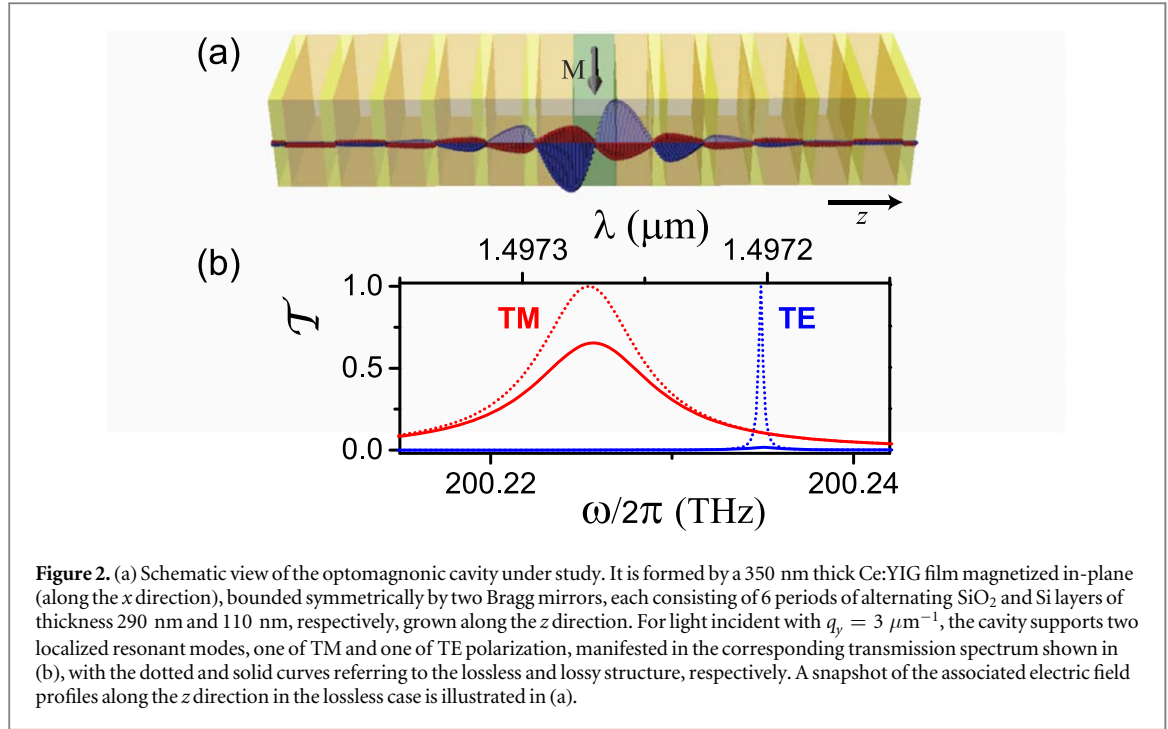 (a)
M
z
λ (μm)
(b)
1.4973 1.4972
𝒯
1.0
0.5
0.0
TM
TE
200.22 200.24
ω/2π (THz)
Figure 2. (a) Schematic view of the optomagnonic cavity under study. It is formed by a 350 nm thick Ce:YIG film magnetized in-plane
(along the x direction), bounded symmetrically by two Bragg mirrors, each consisting of 6 periods of alternating SiO₂ and Si layers of
thickness 290 nm and 110 nm, respectively, grown along the z direction. For light incident with q_y = 3 μm⁻¹, the cavity supports two
localized resonant modes, one of TM and one of TE polarization, manifested in the corresponding transmission spectrum shown in
(b), with the dotted and solid curves referring to the lossless and lossy structure, respectively. A snapshot of the associated electric field
profiles along the z direction in the lossless case is illustrated in (a).